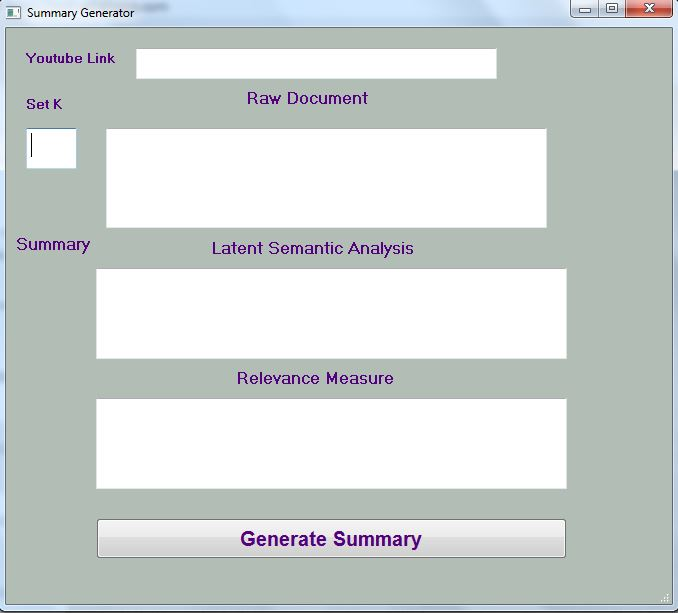 Summary Generator
Youtube Link
Raw Document
Set K
Summary
Latent Semantic Analysis
Relevance Measure
Generate Summary